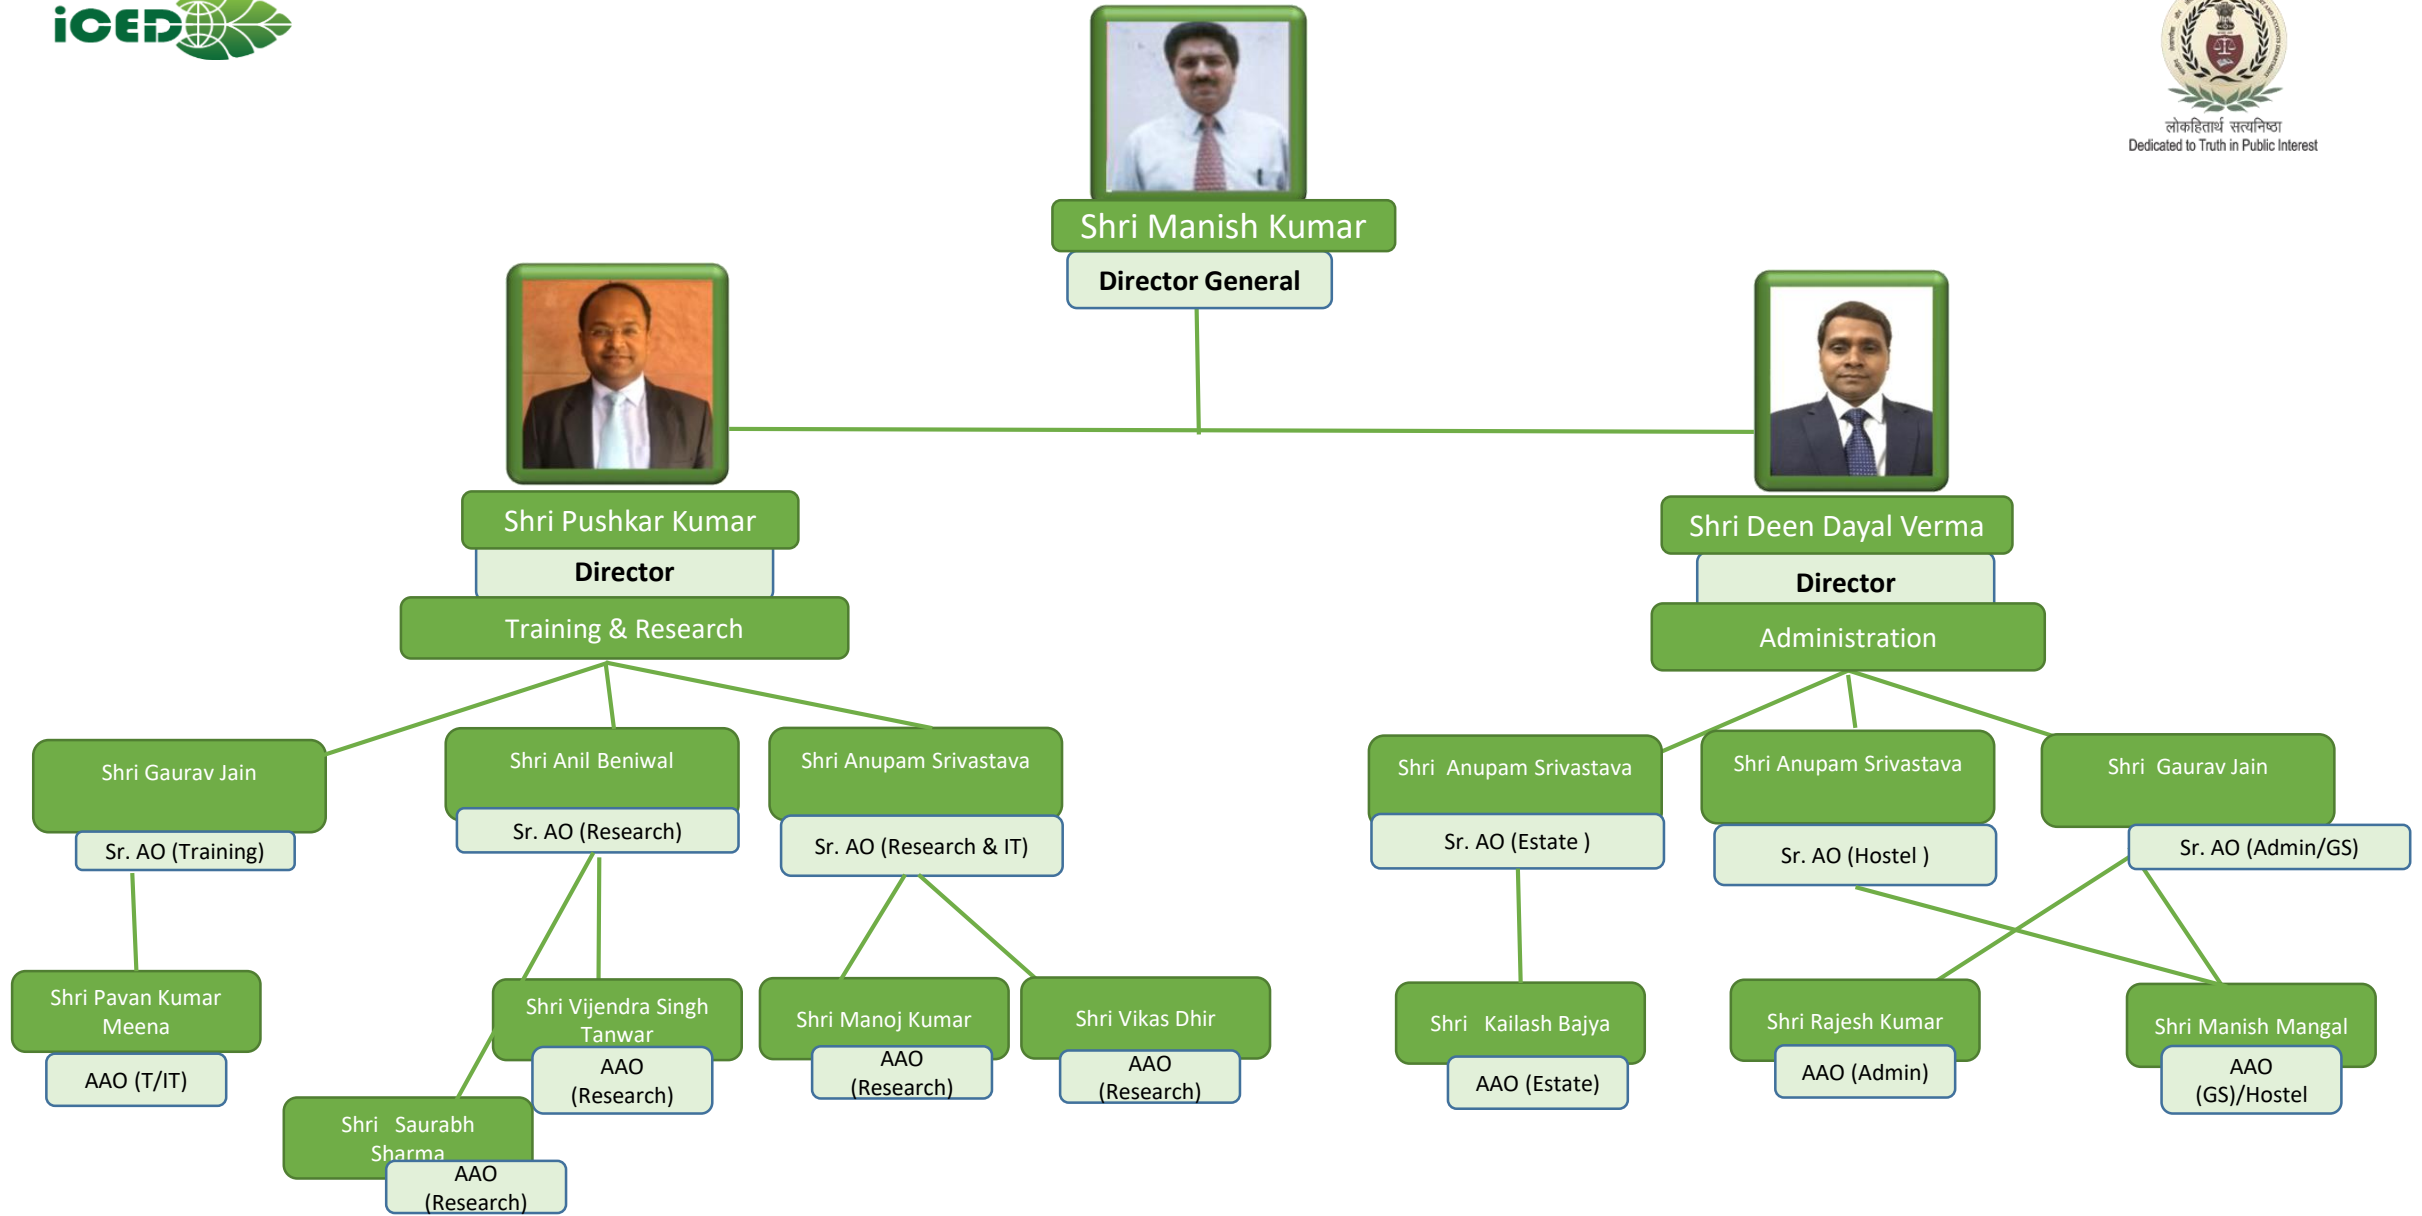 iCED
लोकहितार्थ सत्यनिष्ठा
Dedicated to Truth in Public Interest
Shri Manish Kumar
Director General
Shri Pushkar Kumar
Director
Training & Research
Shri Deen Dayal Verma
Director
Administration
Shri Gaurav Jain
Sr. AO (Training)
Shri Anil Beniwal
Sr. AO (Research)
Shri Anupam Srivastava
Sr. AO (Research & IT)
Shri  Anupam Srivastava
Sr. AO (Estate )
Shri Anupam Srivastava
Sr. AO (Hostel )
Shri  Gaurav Jain
Sr. AO (Admin/GS)
Shri Pavan Kumar
Meena
AAO (T/IT)
Shri Vijendra Singh
Tanwar
AAO
(Research)
Shri   Saurabh
Sharma
AAO
(Research)
Shri Manoj Kumar
AAO
(Research)
Shri Vikas Dhir
AAO
(Research)
Shri   Kailash Bajya
AAO (Estate)
Shri Rajesh Kumar
AAO (Admin)
Shri Manish Mangal
AAO
(GS)/Hostel